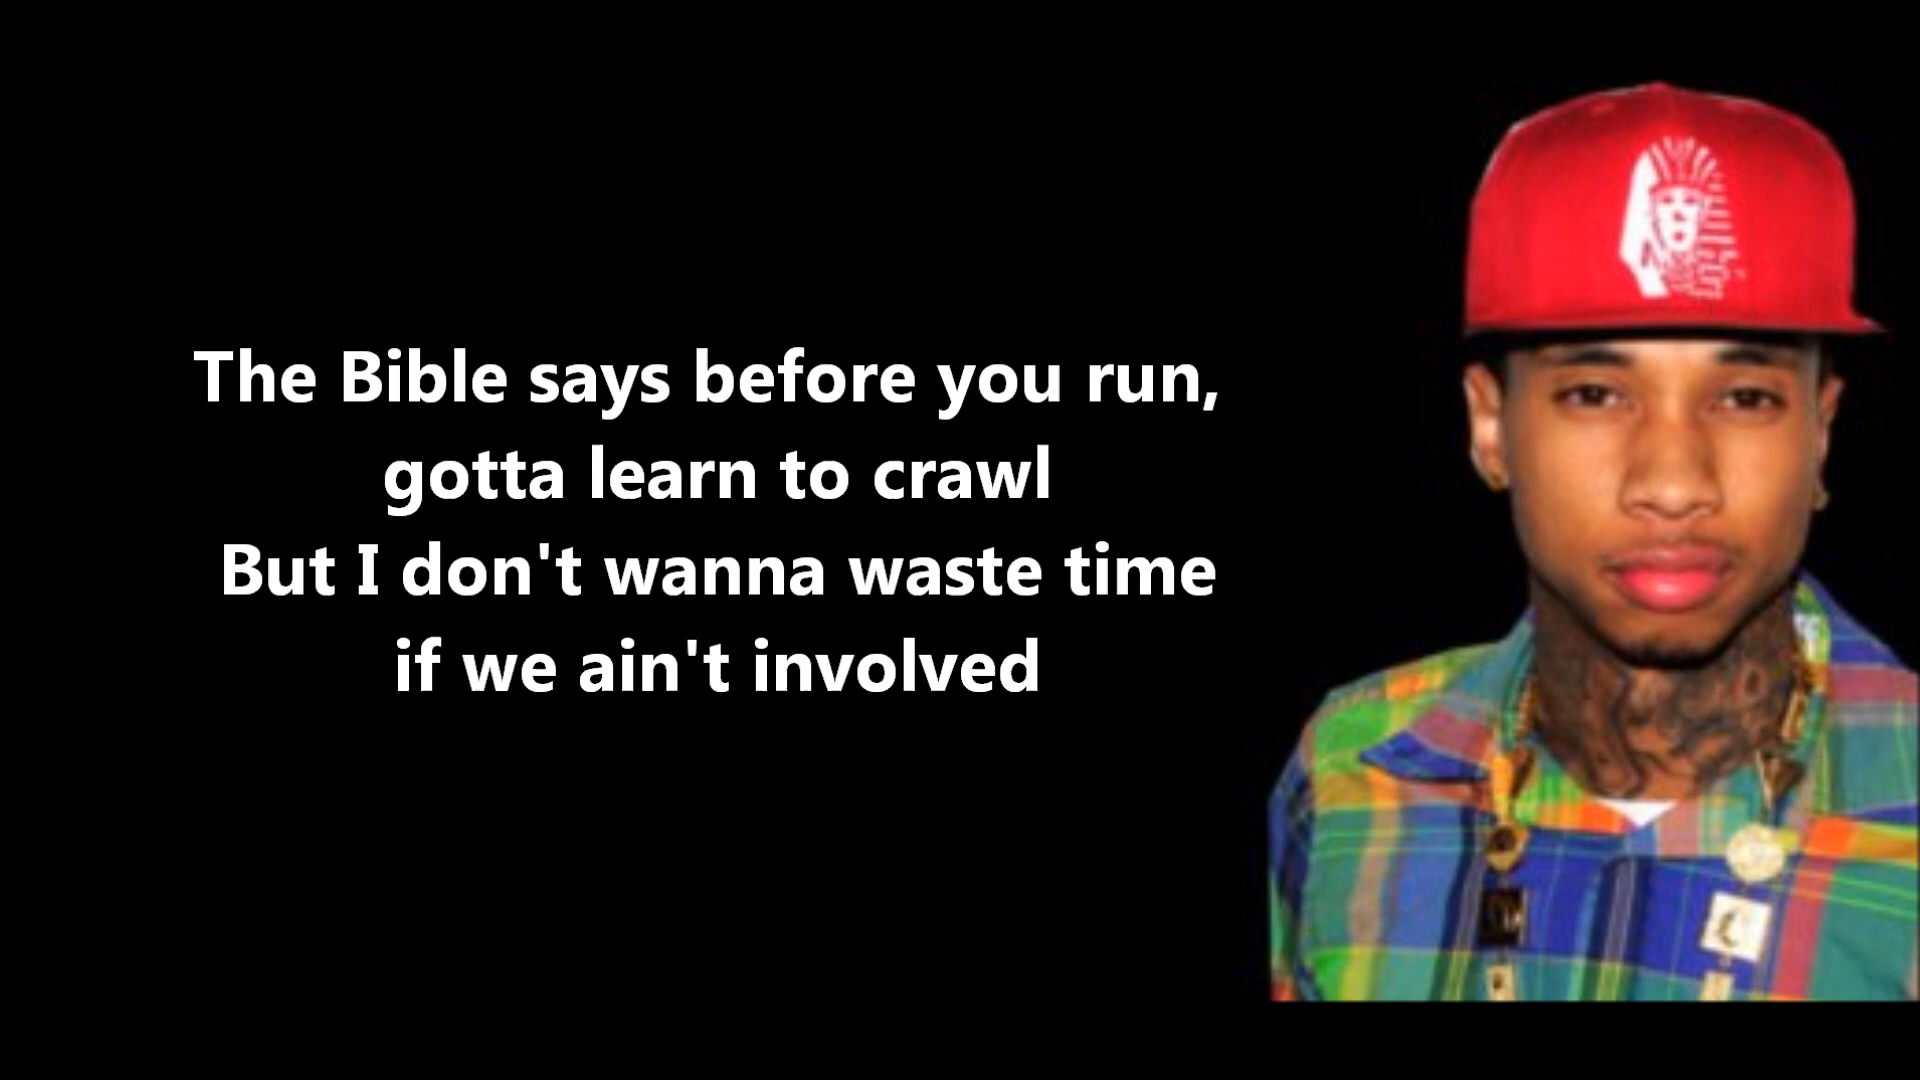 The Bible says before you run,
gotta learn to crawl
But I don't wanna waste time
if we ain't involved